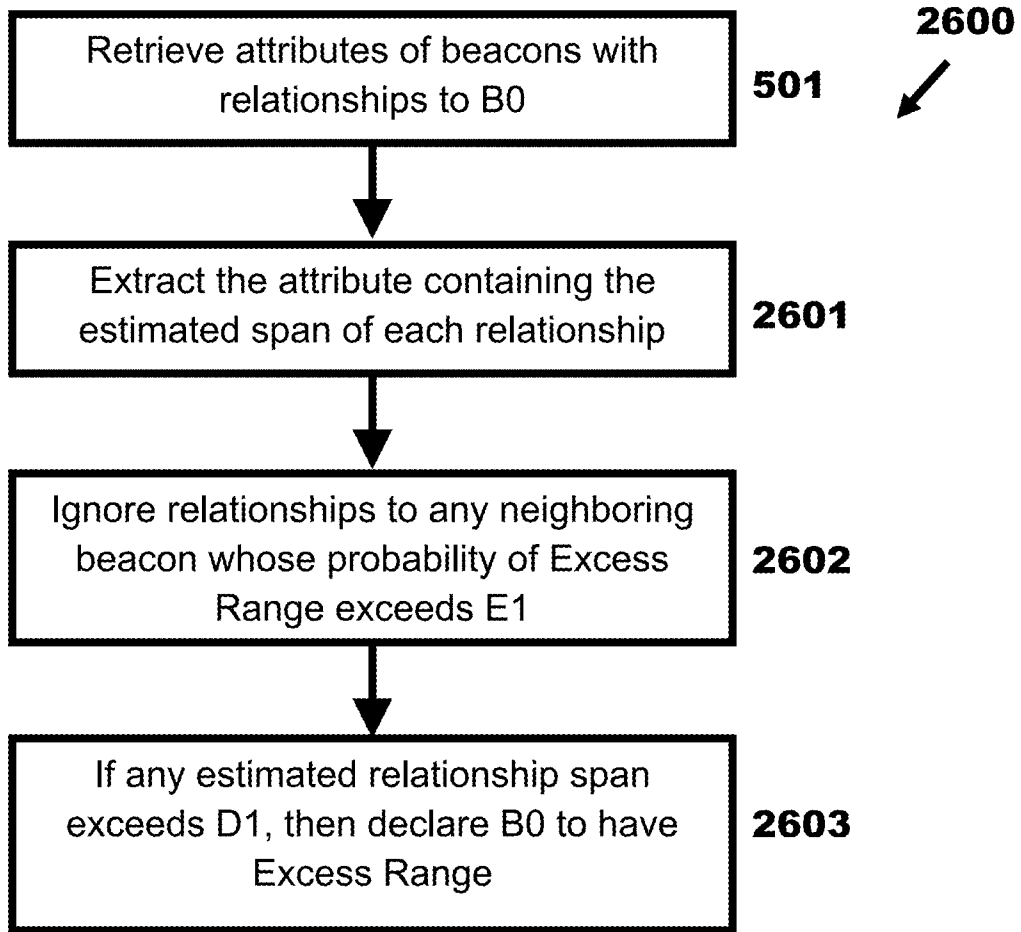 2600
Retrieve attributes of beacons with
relationships to B0
501
Extract the attribute containing the
estimated span of each relationship
2601
Ignore relationships to any neighboring
beacon whose probability of Excess
Range exceeds E1
2602
If any estimated relationship span
exceeds D1, then declare B0 to have
Excess Range
2603